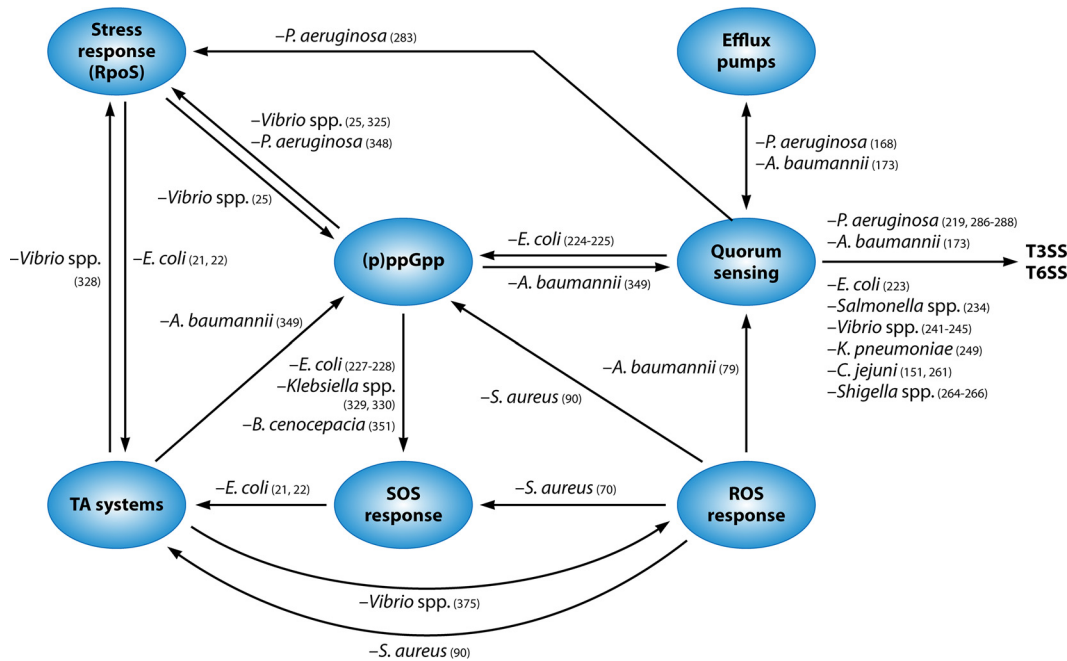 Stress
response
(RpoS)
–P. aeruginosa (283)
Efflux
pumps
–Vibrio spp. (25, 325)
–P. aeruginosa (348)
–P. aeruginosa (168)
–A. baumannii (173)
–Vibrio spp. (25)
–Vibrio spp.
(328)
–E. coli (21, 22)
(p)ppGpp
–E. coli (224-225)
–A. baumannii (349)
Quorum
sensing
–P. aeruginosa (219, 286-288)
–A. baumannii (173)
T3SS
T6SS
–E. coli (223)
–Salmonella spp. (234)
–Vibrio spp. (241-245)
–K. pneumoniae (249)
–C. jejuni (151, 261)
–Shigella spp. (264-266)
–A. baumannii (349)
–E. coli (227-228)
–Klebsiella spp.
(329, 330)
–B. cenocepacia (351)
–A. baumannii (79)
–S. aureus (90)
TA systems
–E. coli (21, 22)
SOS
response
–S. aureus (70)
ROS
response
–Vibrio spp. (375)
–S. aureus (90)